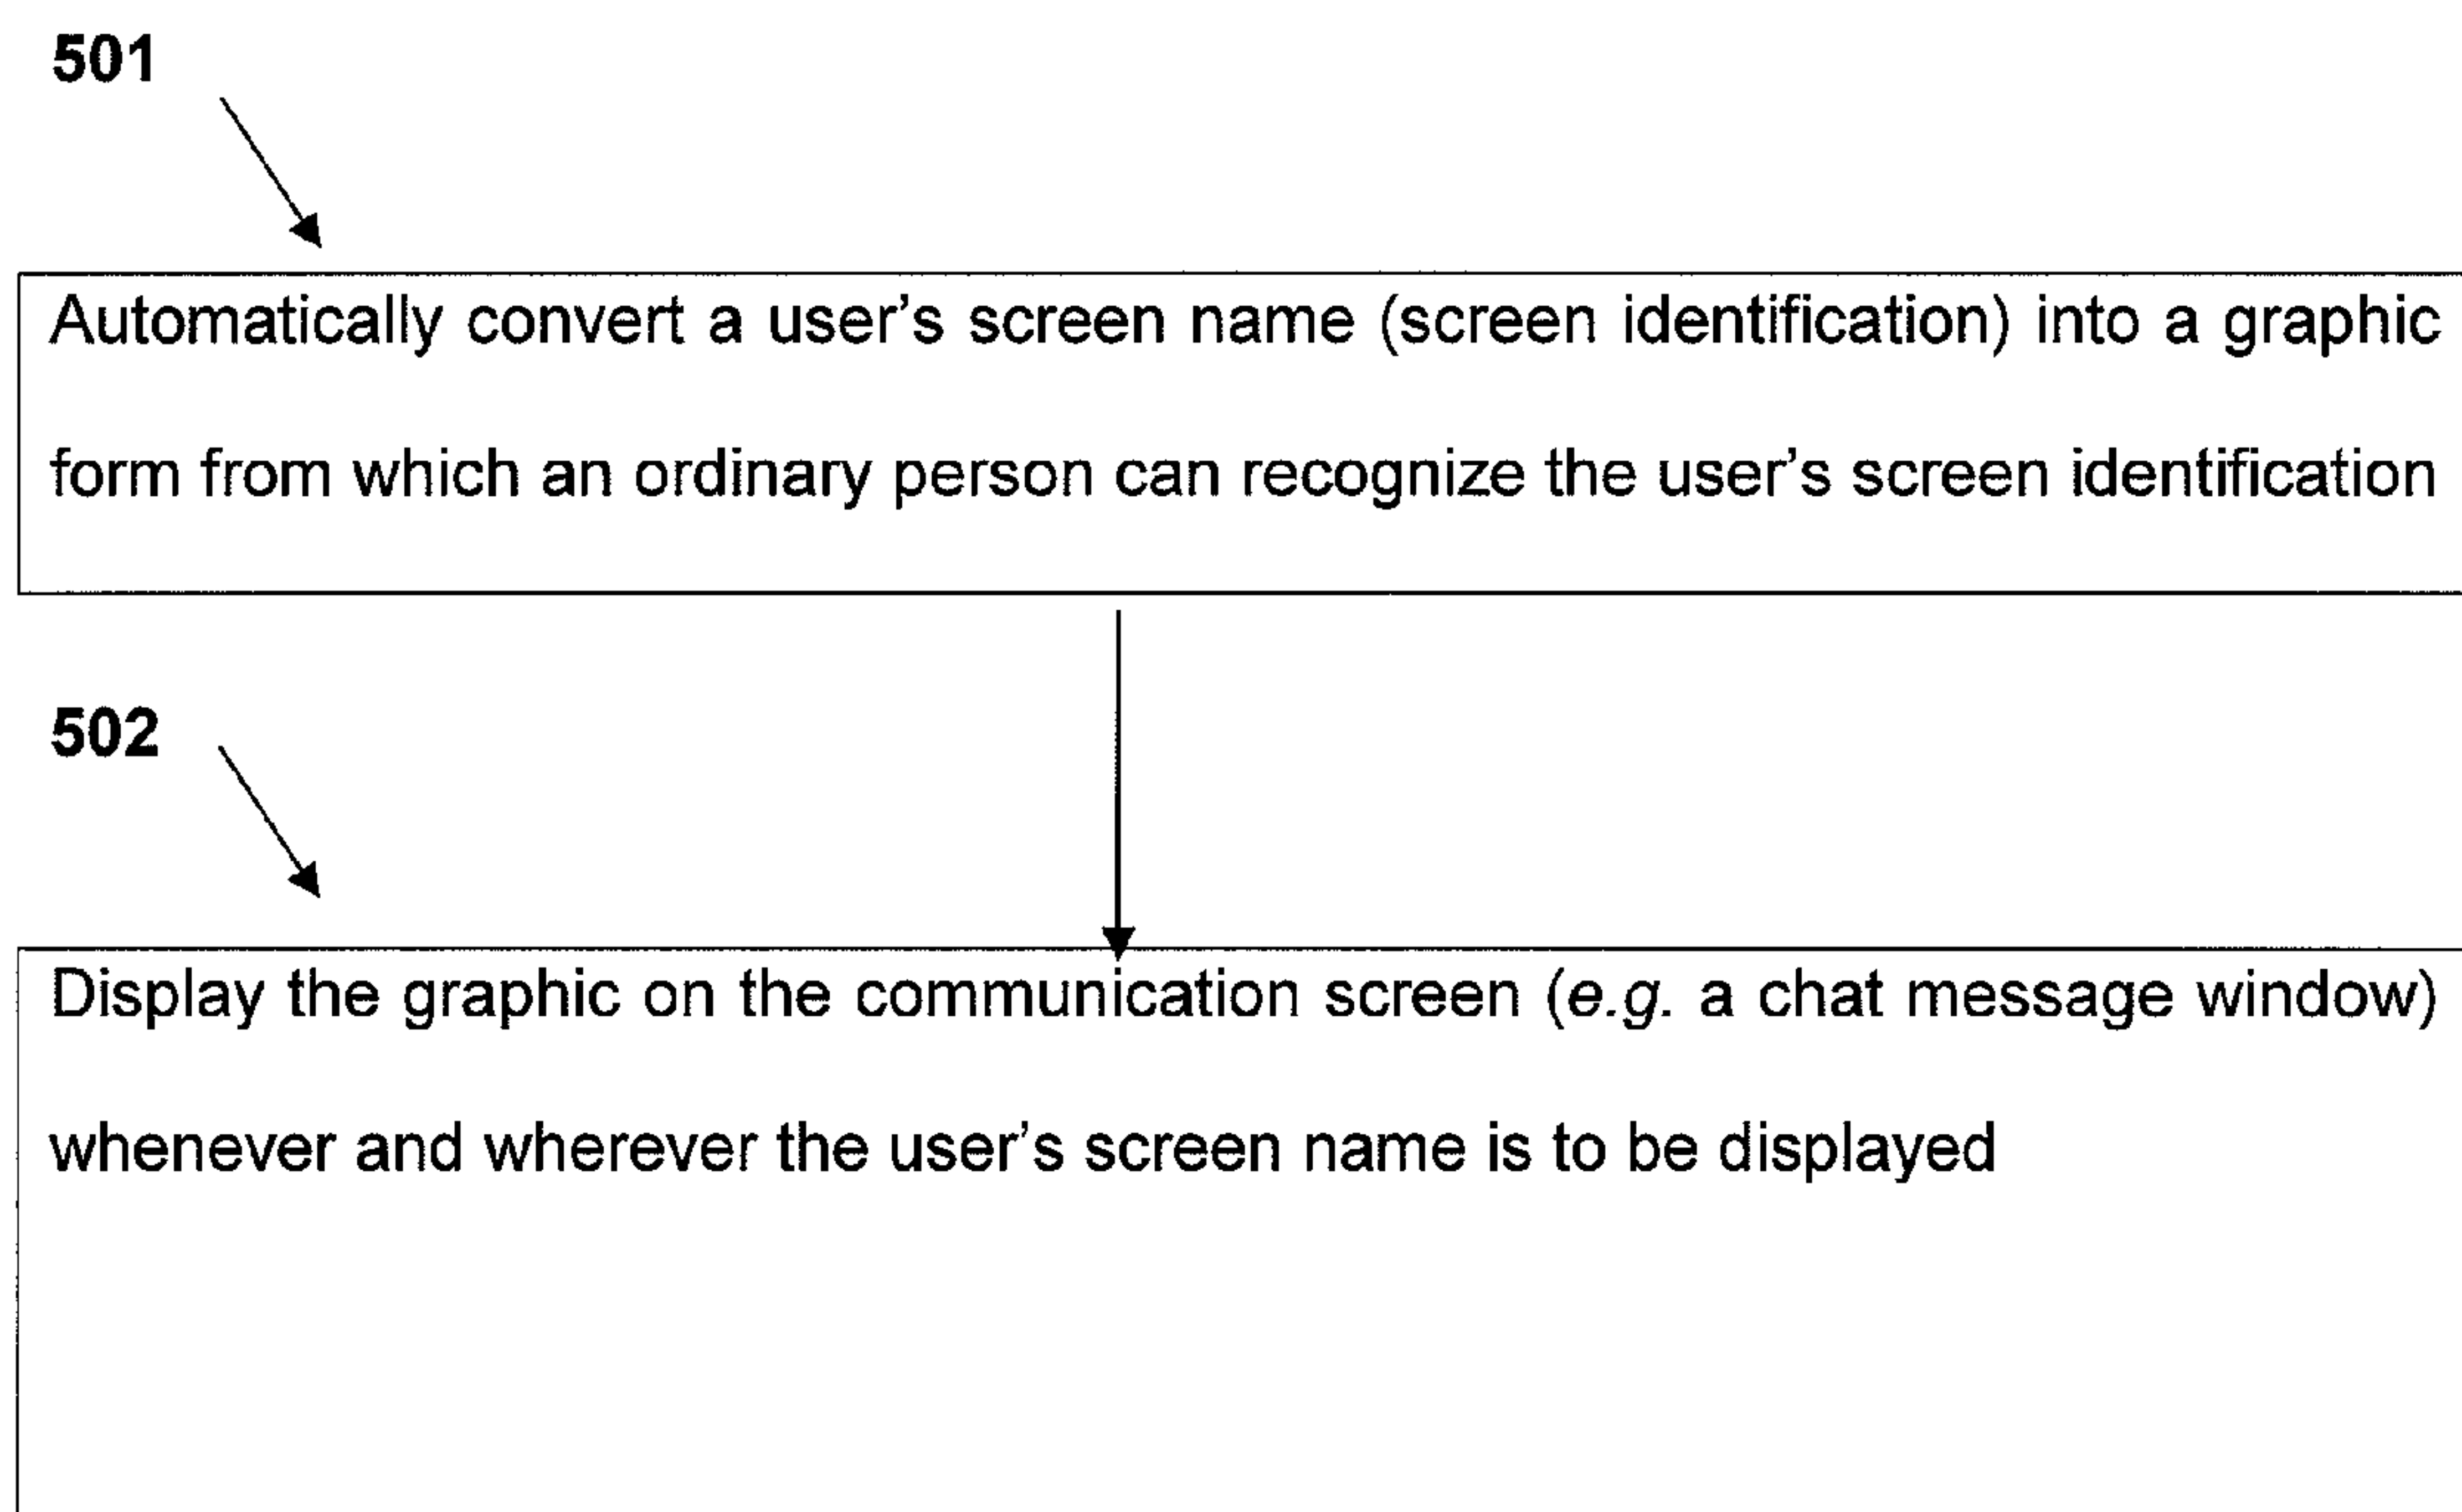 501
Automatically convert a user's screen name (screen identification) into a graphic
form from which an ordinary person can recognize the user's screen identification
502
Display the graphic on the communication screen (e.g. a chat message window)
whenever and wherever the user's screen name is to be displayed